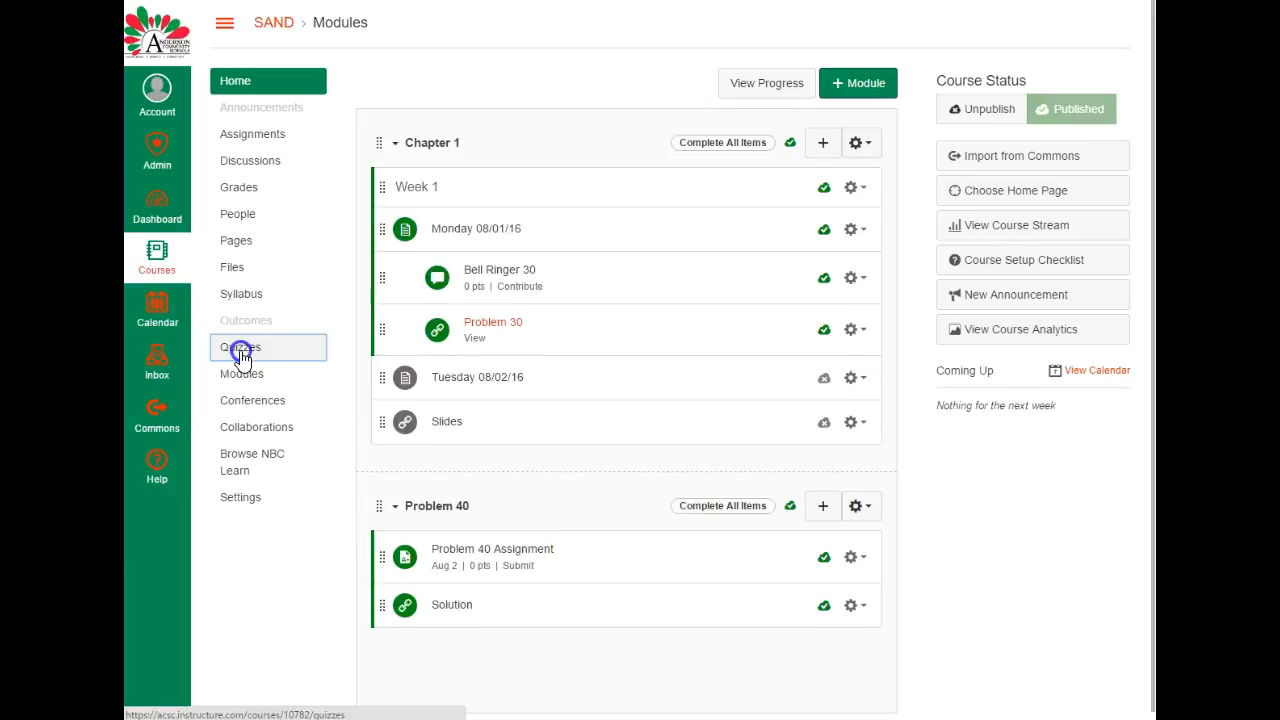 ANDERSON
COMMUNITY
SCHOOLS
Account
Admin
Dashboard
Courses
Calendar
Inbox
Commons
Help
SAND > Modules
Home
Announcements
Assignments
Discussions
Grades
People
Pages
Files
Syllabus
Outcomes
Quizzes
Modules
Conferences
Collaborations
Browse NBC
Learn
Settings
View Progress
+ Module
Chapter 1
Complete All Items
Week 1
Monday 08/01/16
Bell Ringer 30
0 pts | Contribute
Problem 30
View
Tuesday 08/02/16
Slides
Problem 40
Complete All Items
Problem 40 Assignment
Aug 2 | 0 pts | Submit
Solution
Course Status
Unpublish Published
Import from Commons
Choose Home Page
View Course Stream
Course Setup Checklist
New Announcement
View Course Analytics
Coming Up View Calendar
Nothing for the next week
https://acsc.instructure.com/courses/10782/quizzes